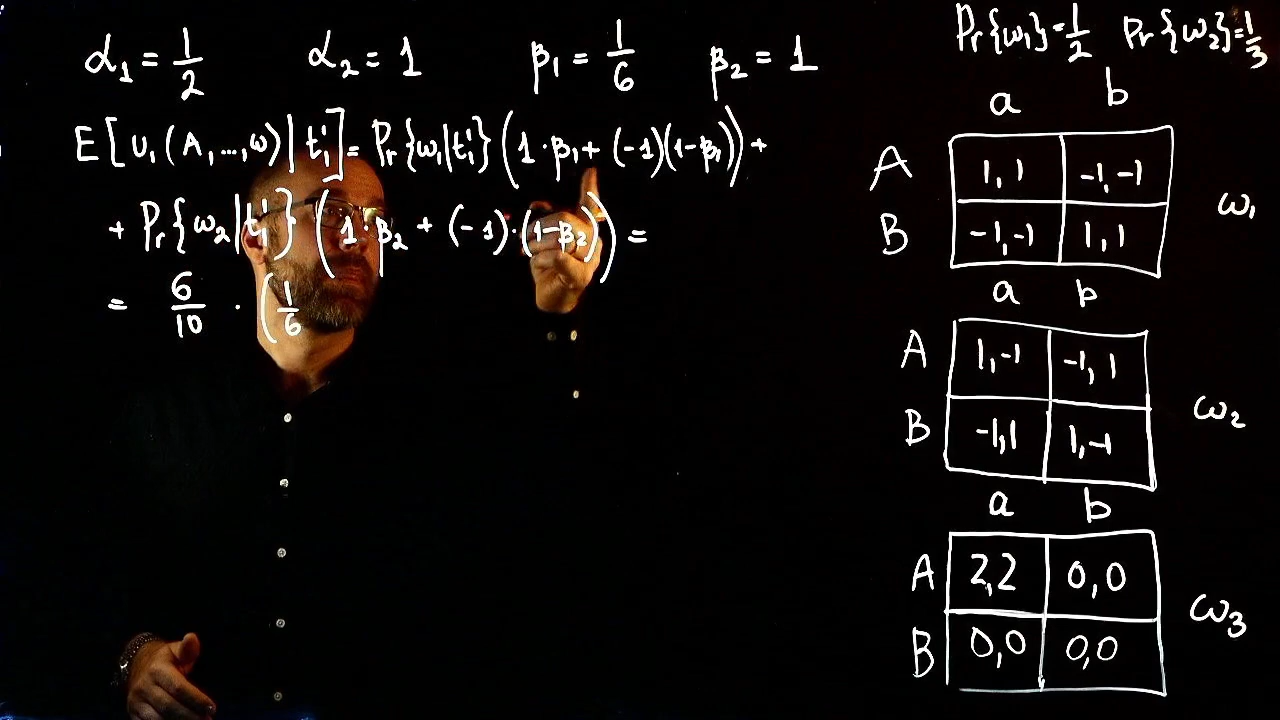 α₁ = 1/2 α₂ = 1 β₁ = 1/6 β₂ = 1
E[u₁(A,...,ω)|t₁'] = Pr{ω₁|t₁'}(1·β₁ + (-1)(1-β₁)) +
+ Pr{ω₂|t₁'}(1·β₂ + (-1)·(1-β₂)) =
= 6/10 · (1/6
Pr{ω₁}=1/2 Pr{ω₂}=1/3
a b
A 1,1 -1,-1
B -1,-1 1,1
ω₁
a b
A 1,-1 -1,1
B -1,1 1,-1
ω₂
a b
A 2,2 0,0
B 0,0 0,0
ω₃